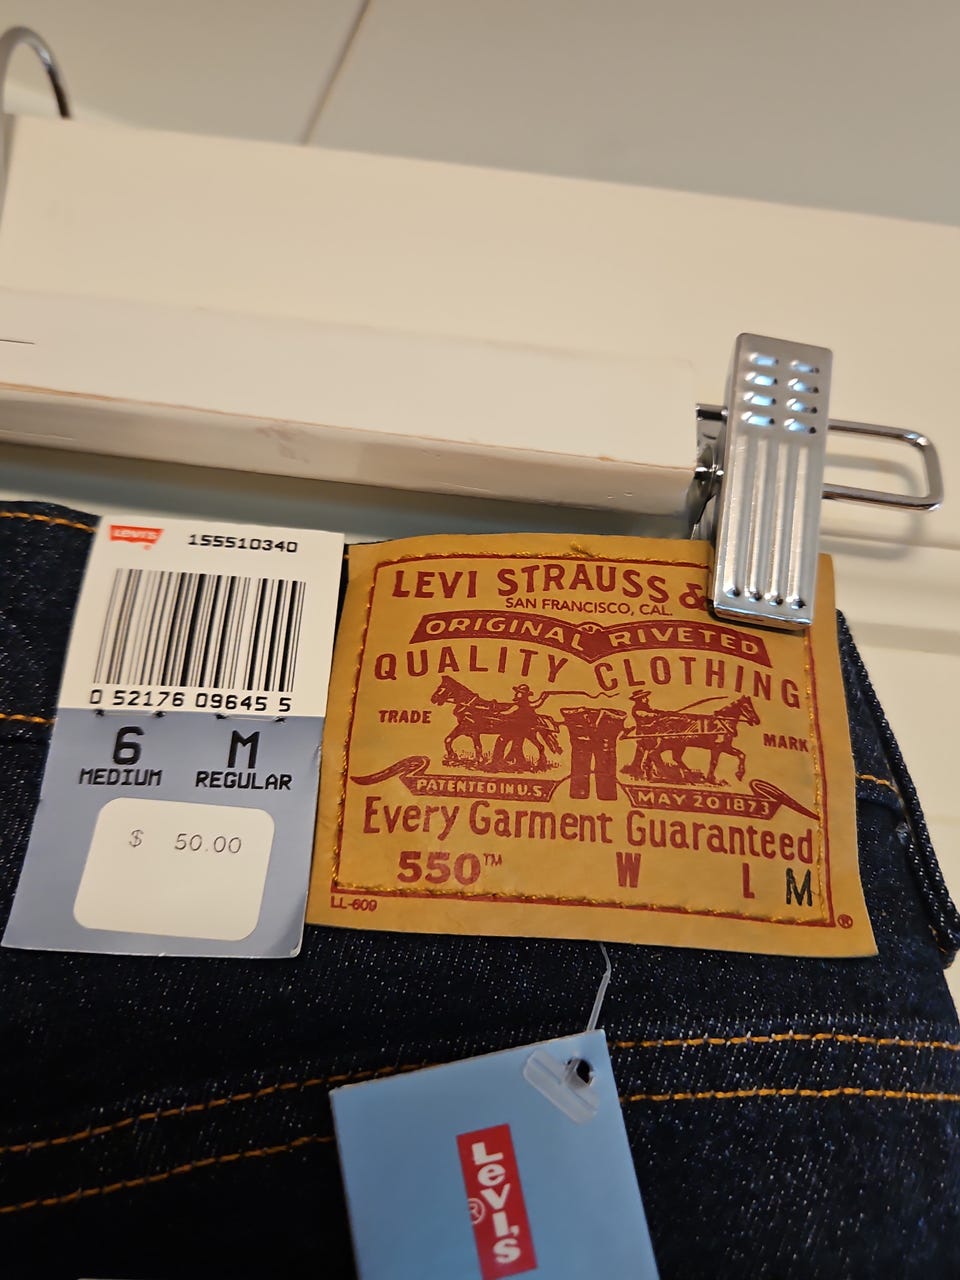 LEVI'S ®
155510340
0 52176 09645 5
6 M
MEDIUM REGULAR
$ 50.00
LEVI STRAUSS &
SAN FRANCISCO, CAL.
ORIGINAL RIVETED
QUALITY CLOTHING
TRADE MARK
PATENTED IN U.S. MAY 20 1873
Every Garment Guaranteed
550™ W L M
LL-609 ®
Levi's ®